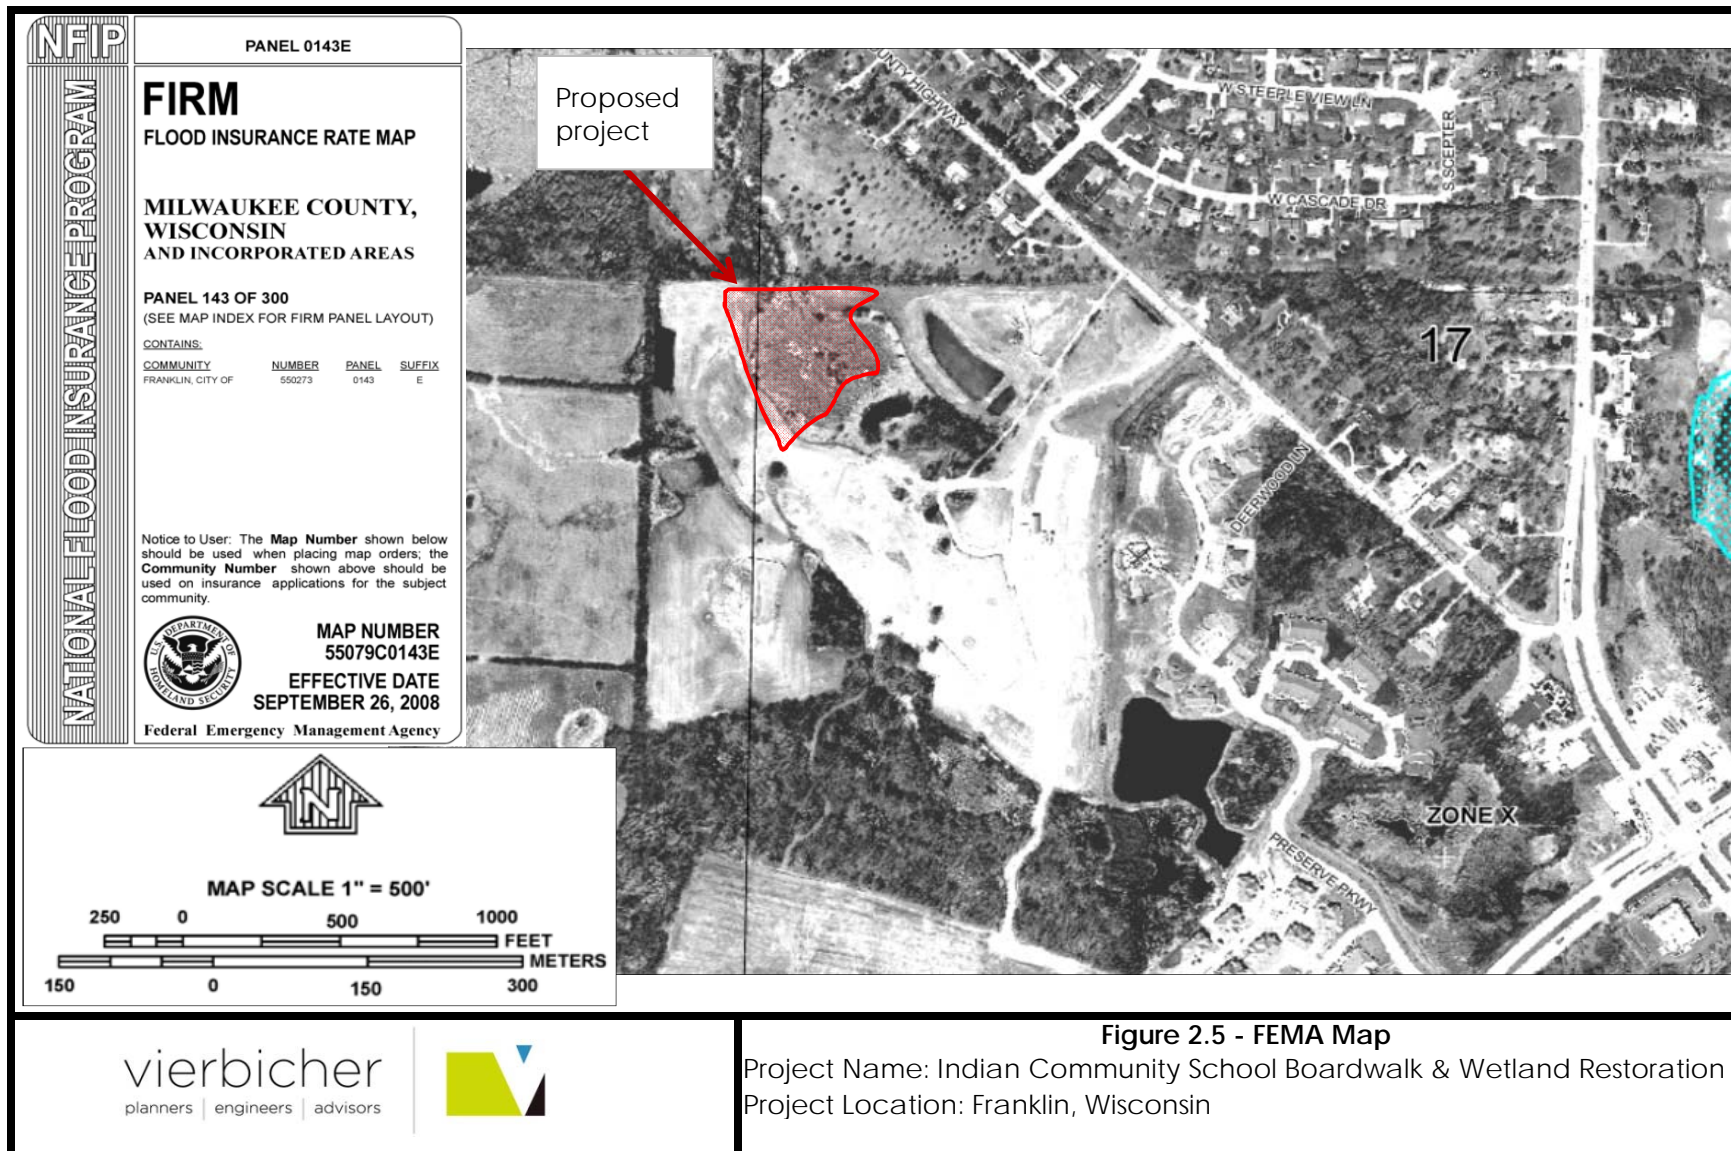 NFIP
PANEL 0143E
NATIONAL FLOOD INSURANCE PROGRAM
FIRM
FLOOD INSURANCE RATE MAP
MILWAUKEE COUNTY,
WISCONSIN
AND INCORPORATED AREAS
PANEL 143 OF 300
(SEE MAP INDEX FOR FIRM PANEL LAYOUT)
CONTAINS:
COMMUNITY NUMBER PANEL SUFFIX
FRANKLIN, CITY OF 550273 0143 E
Notice to User: The Map Number shown below
should be used when placing map orders; the
Community Number shown above should be
used on insurance applications for the subject
community.
U.S. DEPARTMENT OF HOMELAND SECURITY
MAP NUMBER
55079C0143E
EFFECTIVE DATE
SEPTEMBER 26, 2008
Federal Emergency Management Agency
N
MAP SCALE 1" = 500'
250 0 500 1000
FEET
METERS
150 0 150 300
Proposed
project
COUNTY HIGHWAY
W STEEPLE VIEW LN
S SCEPTER
W CASCADE DR
17
DEERWOOD LN
ZONE X
PRESERVE PKWY
vierbicher
planners | engineers | advisors
Figure 2.5 - FEMA Map
Project Name: Indian Community School Boardwalk & Wetland Restoration
Project Location: Franklin, Wisconsin